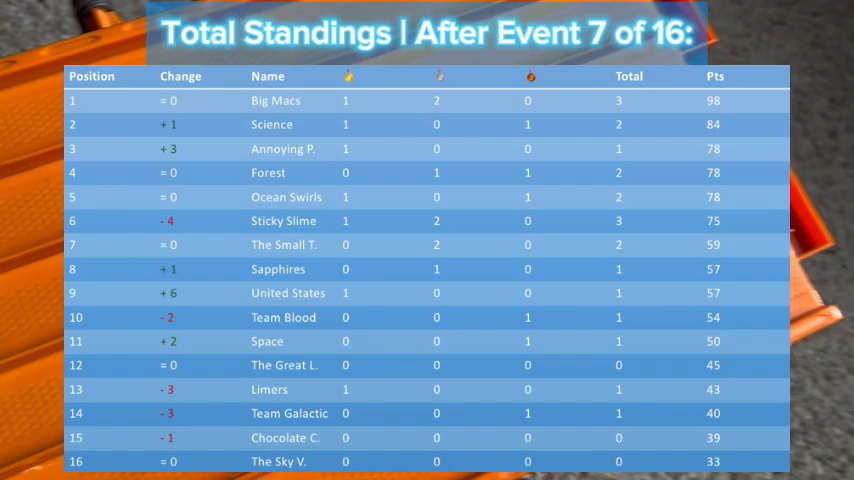 Total Standings | After Event 7 of 16:
Position Change Name Total Pts
1 = 0 Big Macs 1 2 0 3 98
2 + 1 Science 1 0 1 2 84
3 + 3 Annoying P. 1 0 0 1 78
4 = 0 Forest 0 1 1 2 78
5 = 0 Ocean Swirls 1 0 1 2 78
6 - 4 Sticky Slime 1 2 0 3 75
7 = 0 The Small T. 0 2 0 2 59
8 + 1 Sapphires 0 1 0 1 57
9 + 6 United States 1 0 0 1 57
10 - 2 Team Blood 0 0 1 1 54
11 + 2 Space 0 0 1 1 50
12 = 0 The Great L. 0 0 0 0 45
13 - 3 Limers 1 0 0 1 43
14 - 3 Team Galactic 0 0 1 1 40
15 - 1 Chocolate C. 0 0 0 0 39
16 = 0 The Sky V. 0 0 0 0 33